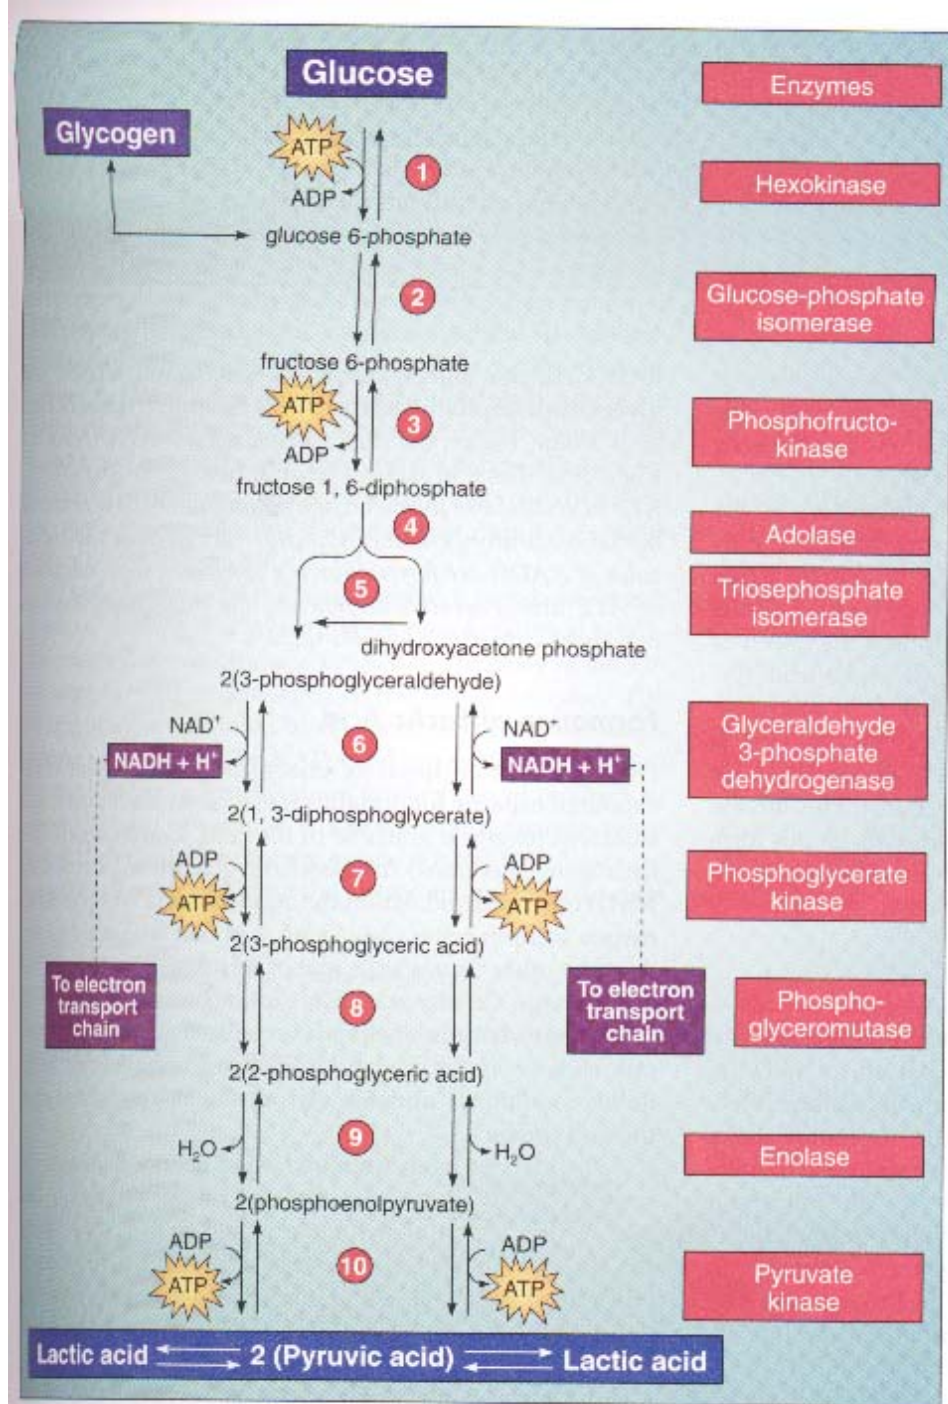 Glucose
Enzymes
Glycogen
ATP
ADP
1
Hexokinase
glucose 6-phosphate
2
Glucose-phosphate
isomerase
fructose 6-phosphate
ATP
ADP
3
Phosphofructo-
kinase
fructose 1, 6-diphosphate
4
Adolase
5
Triosephosphate
isomerase
dihydroxyacetone phosphate
2(3-phosphoglyceraldehyde)
NAD⁺
NADH + H⁺
6
NAD⁺
NADH + H⁺
Glyceraldehyde
3-phosphate
dehydrogenase
2(1, 3-diphosphoglycerate)
ADP
ATP
7
ADP
ATP
Phosphoglycerate
kinase
2(3-phosphoglyceric acid)
To electron
transport
chain
8
To electron
transport
chain
Phospho-
glyceromutase
2(2-phosphoglyceric acid)
H₂O
9
H₂O
Enolase
2(phosphoenolpyruvate)
ADP
ATP
10
ADP
ATP
Pyruvate
kinase
Lactic acid 2 (Pyruvic acid) Lactic acid